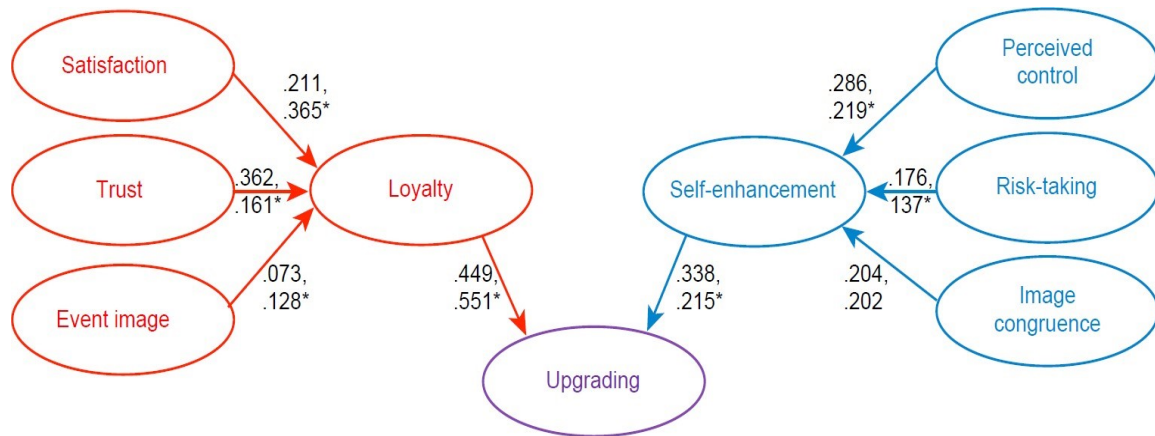 Satisfaction
.211,
.365*
Trust
.362,
.161*
Event image
.073,
.128*
Loyalty
.449,
.551*
Upgrading
Self-enhancement
.338,
.215*
Perceived
control
.286,
.219*
Risk-taking
.176,
137*
Image
congruence
.204,
.202